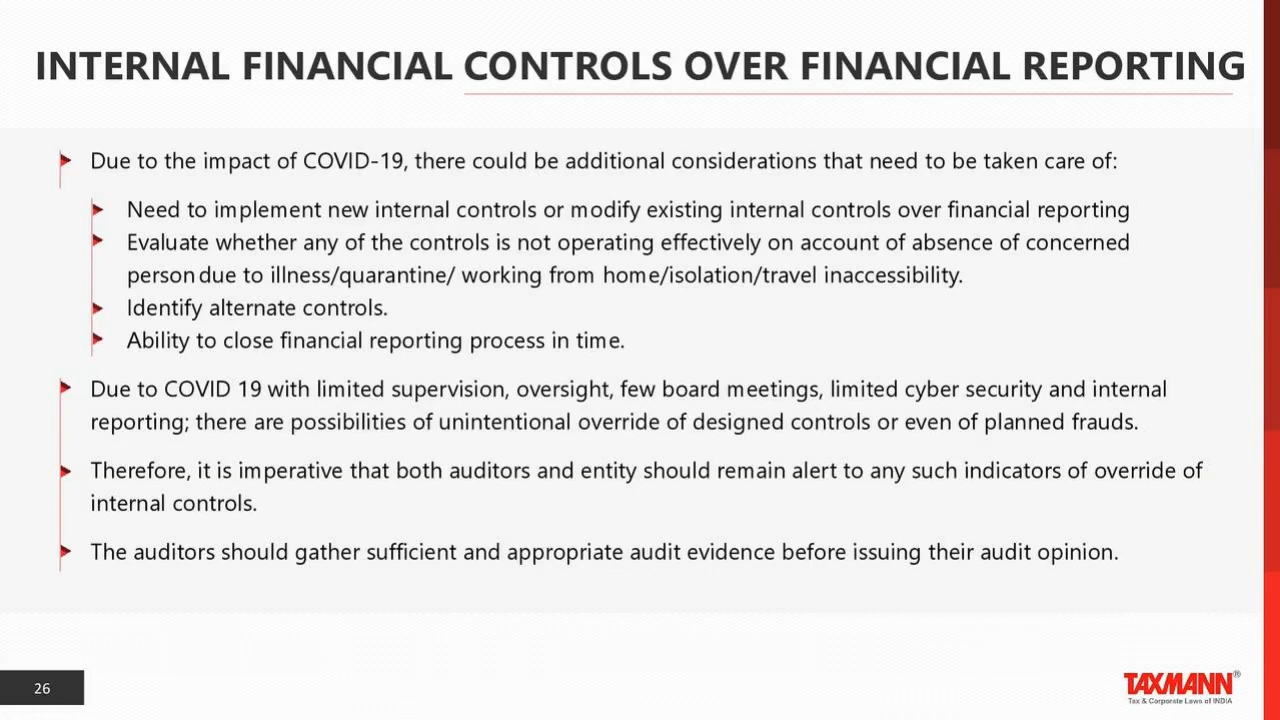 INTERNAL FINANCIAL CONTROLS OVER FINANCIAL REPORTING
Due to the impact of COVID-19, there could be additional considerations that need to be taken care of:
Need to implement new internal controls or modify existing internal controls over financial reporting
Evaluate whether any of the controls is not operating effectively on account of absence of concerned
person due to illness/quarantine/ working from home/isolation/travel inaccessibility.
Identify alternate controls.
Ability to close financial reporting process in time.
Due to COVID 19 with limited supervision, oversight, few board meetings, limited cyber security and internal
reporting; there are possibilities of unintentional override of designed controls or even of planned frauds.
Therefore, it is imperative that both auditors and entity should remain alert to any such indicators of override of
internal controls.
The auditors should gather sufficient and appropriate audit evidence before issuing their audit opinion.
26
TAXMANN®
Tax & Corporate Laws of INDIA